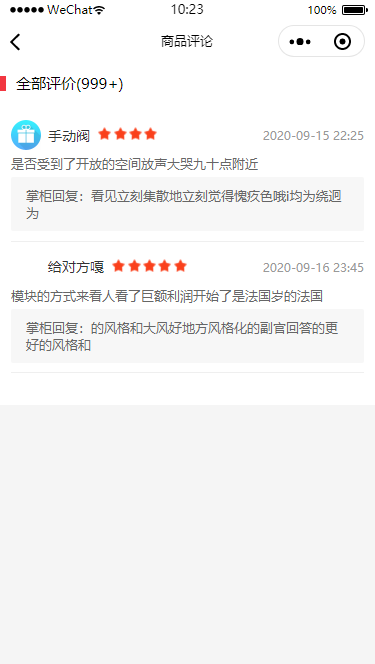 WeChat 10:23 100%
商品评论
全部评价(999+)
手动阀 2020-09-15 22:25
是否受到了开放的空间放声大哭九十点附近
掌柜回复：看见立刻集散地立刻觉得愧疚色哦i均为绕迥
为
给对方嘎 2020-09-16 23:45
模块的方式来看人看了巨额利润开始了是法国岁的法国
掌柜回复：的风格和大风好地方风格化的副官回答的更
好的风格和